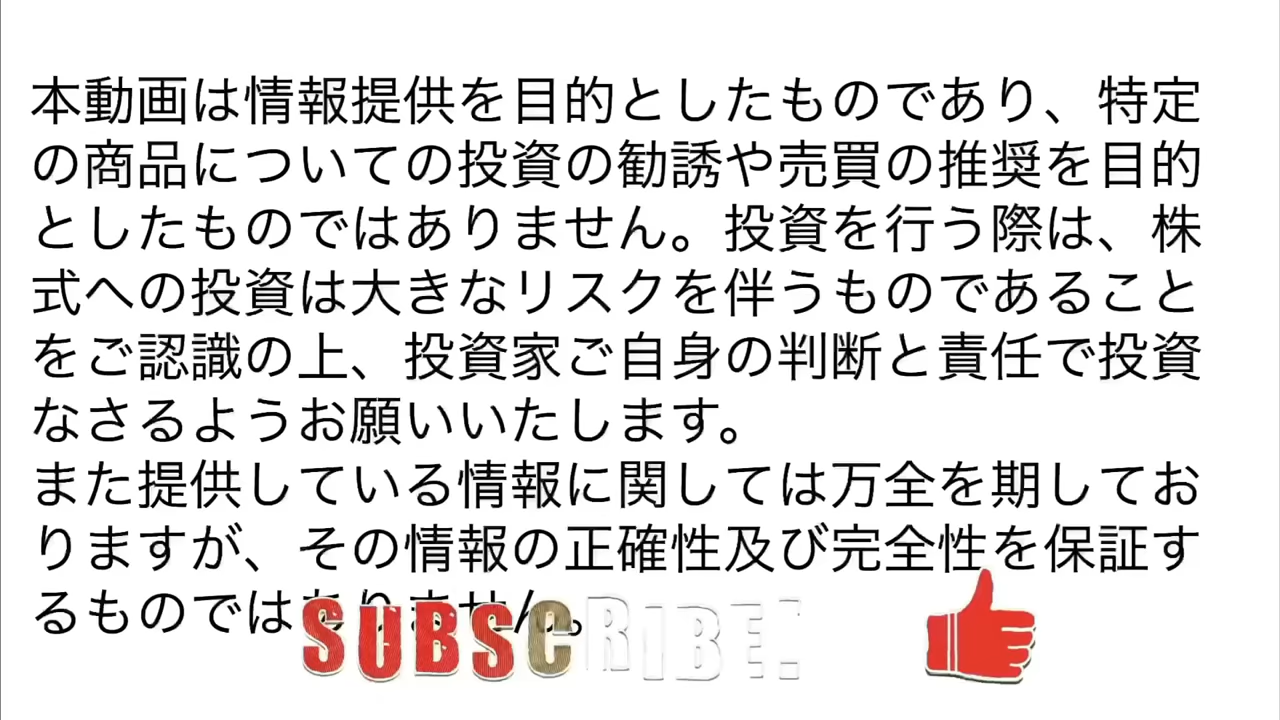 本動画は情報提供を目的としたものであり、特定
の商品についての投資の勧誘や売買の推奨を目的
としたものではありません。投資を行う際は、株
式への投資は大きなリスクを伴うものであること
をご認識の上、投資家ご自身の判断と責任で投資
なさるようお願いいたします。
また提供している情報に関しては万全を期してお
りますが、その情報の正確性及び完全性を保証す
るものではありません。
SUBSCRIBE